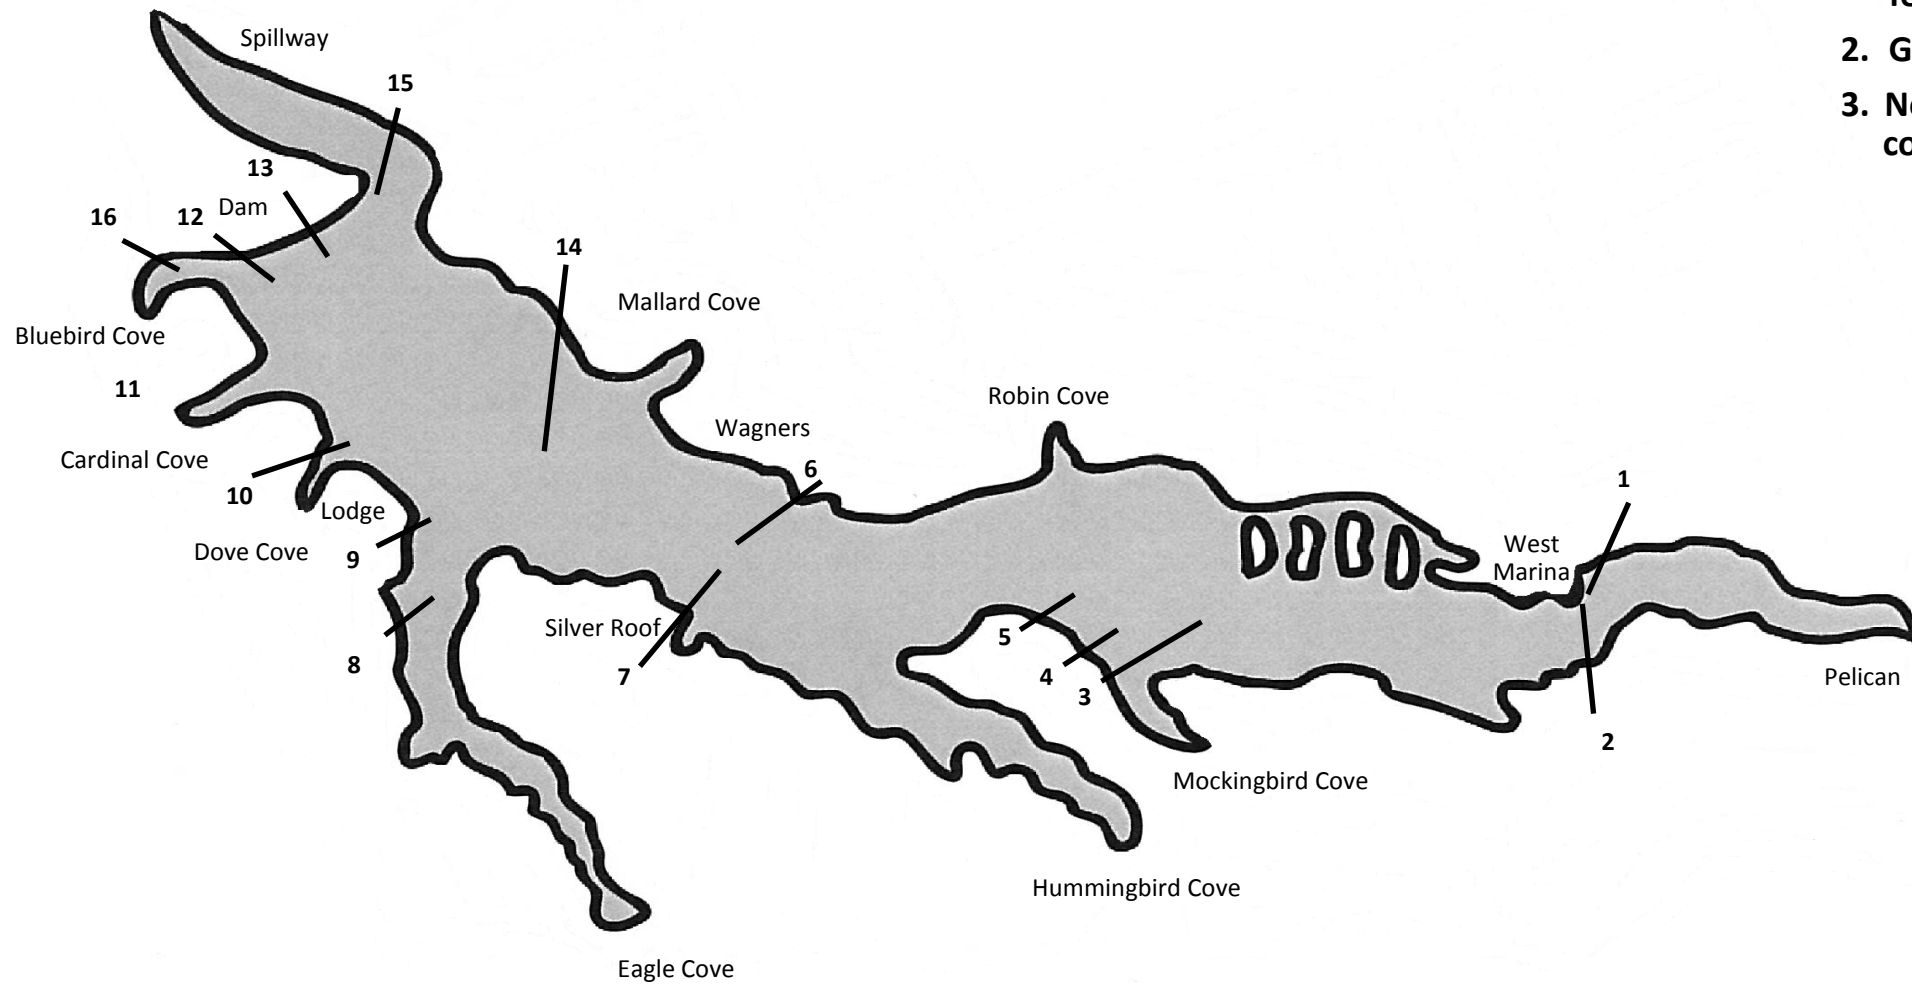 Spillway
2. G
15
3.
13
Dam
16
12
14
Mallard Cove
Bluebird Cove
11
Robin Cove
Wagners
Cardinal Cove
6
1
10
Lodge
West
Marina
Dove Cove
9
Silver Roof
5
8
7
4
3
Pelican
2
Mockingbird Cove
Hummingbird Cove
Eagle Cove